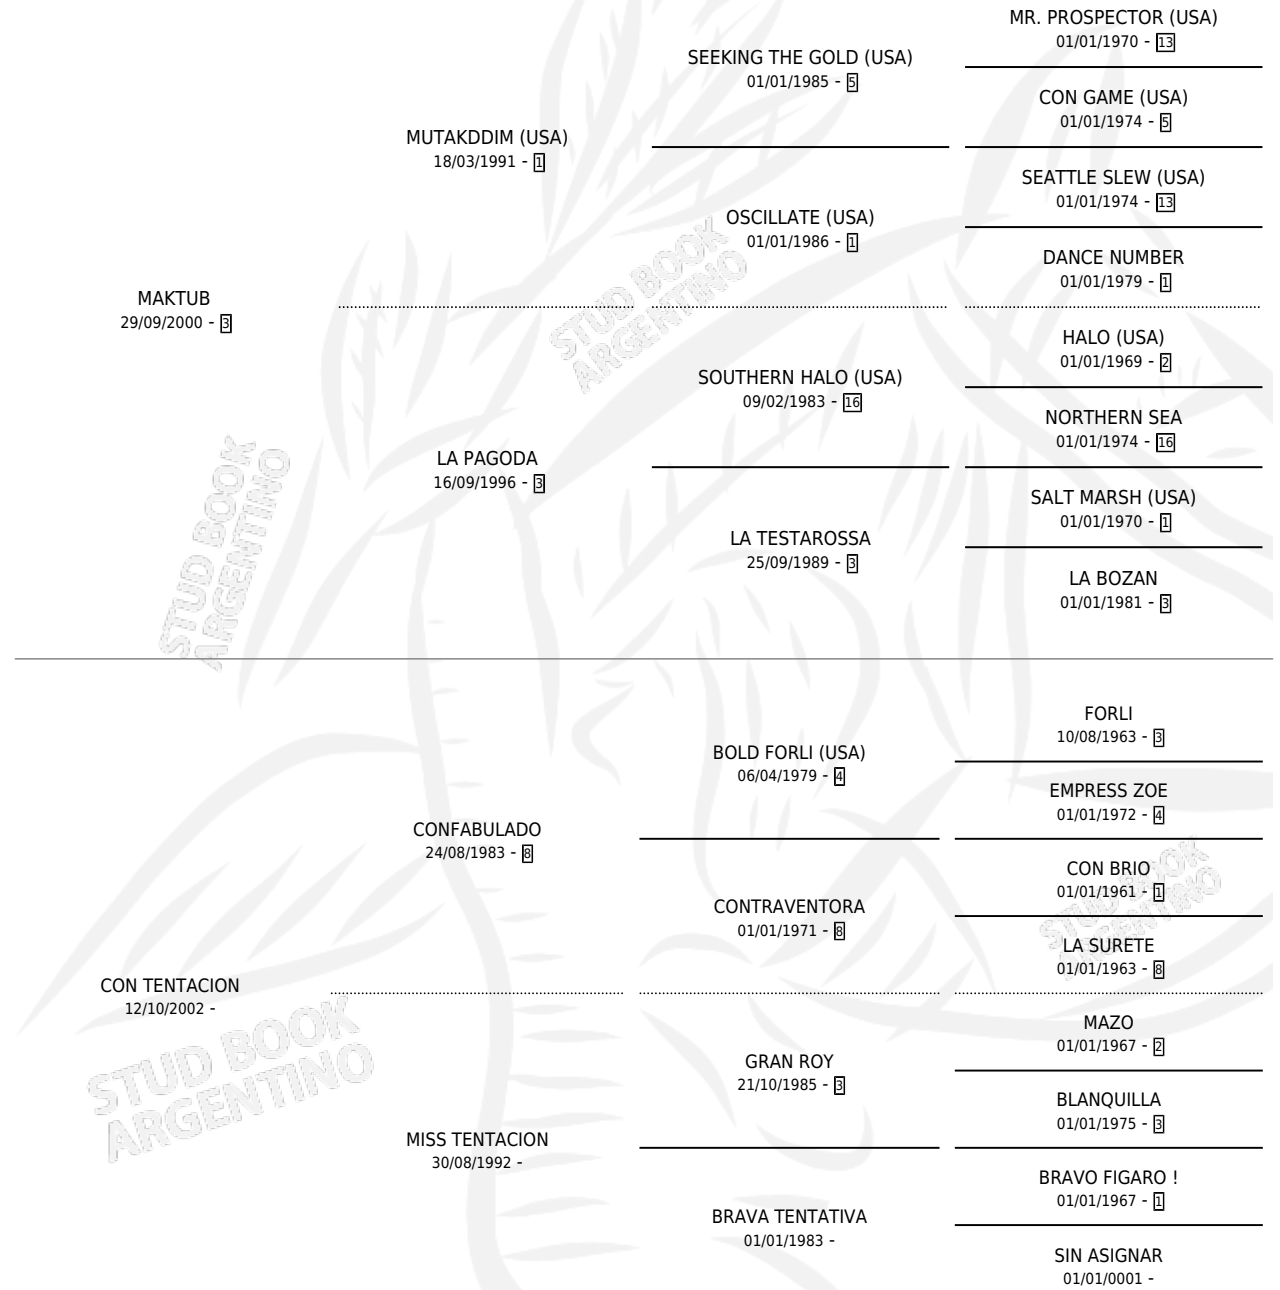 MR. PROSPECTOR (USA)
01/01/1970 - 13
SEEKING THE GOLD (USA)
01/01/1985 - 5
CON GAME (USA)
01/01/1974 - 5
MUTAKDDIM (USA)
18/03/1991 - 1
SEATTLE SLEW (USA)
01/01/1974 - 13
OSCILLATE (USA)
01/01/1986 - 1
DANCE NUMBER
01/01/1979 - 1
MAKTUB
29/09/2000 - 3
STUD BOOK
ARGENTINO
HALO (USA)
01/01/1969 - 2
SOUTHERN HALO (USA)
09/02/1983 - 16
NORTHERN SEA
01/01/1974 - 16
LA PAGODA
16/09/1996 - 3
SALT MARSH (USA)
01/01/1970 - 1
LA TESTAROSSA
25/09/1989 - 3
LA BOZAN
01/01/1981 - 3
STUD BOOK
ARGENTINO
FORLI
10/08/1963 - 3
BOLD FORLI (USA)
06/04/1979 - 4
EMPRESS ZOE
01/01/1972 - 4
CONFABULADO
24/08/1983 - 8
CON BRIO
01/01/1961 - 1
CONTRAVENTORA
01/01/1971 - 8
LA SURETE
01/01/1963 - 8
STUD BOOK
ARGENTINO
CON TENTACION
12/10/2002 -
STUD BOOK
ARGENTINO
MAZO
01/01/1967 - 2
GRAN ROY
21/10/1985 - 3
BLANQUILLA
01/01/1975 - 3
MISS TENTACION
30/08/1992 -
BRAVO FIGARO !
01/01/1967 - 1
BRAVA TENTATIVA
01/01/1983 -
SIN ASIGNAR
01/01/0001 -